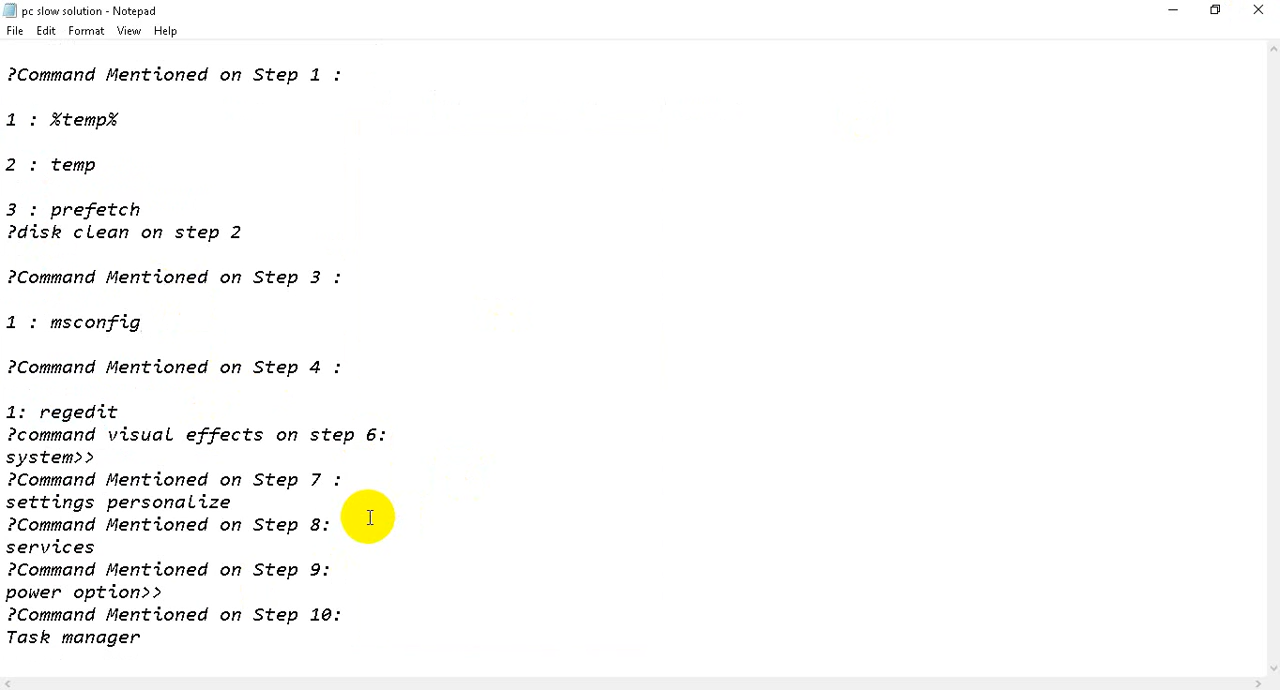 pc slow solution - Notepad
File Edit Format View Help
?Command Mentioned on Step 1 :
1 : %temp%
2 : temp
3 : prefetch
?disk clean on step 2
?Command Mentioned on Step 3 :
1 : msconfig
?Command Mentioned on Step 4 :
1: regedit
?command visual effects on step 6:
system>>
?Command Mentioned on Step 7 :
settings personalize
?Command Mentioned on Step 8:
services
?Command Mentioned on Step 9:
power option>>
?Command Mentioned on Step 10:
Task manager